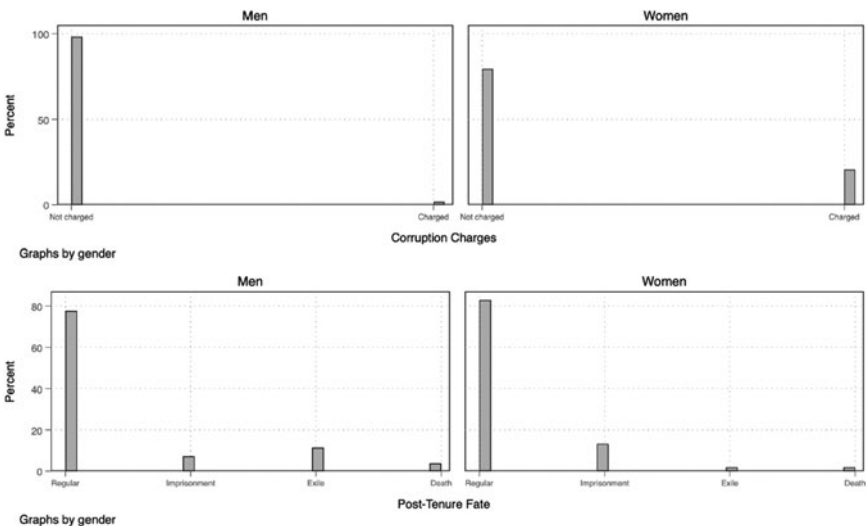 Men Women
100
50
0
Percent
Not charged Charged Not charged Charged
Corruption Charges
Graphs by gender
Men Women
80
60
40
20
0
Percent
Regular Imprisonment Exile Death Regular Imprisonment Exile Death
Post-Tenure Fate
Graphs by gender